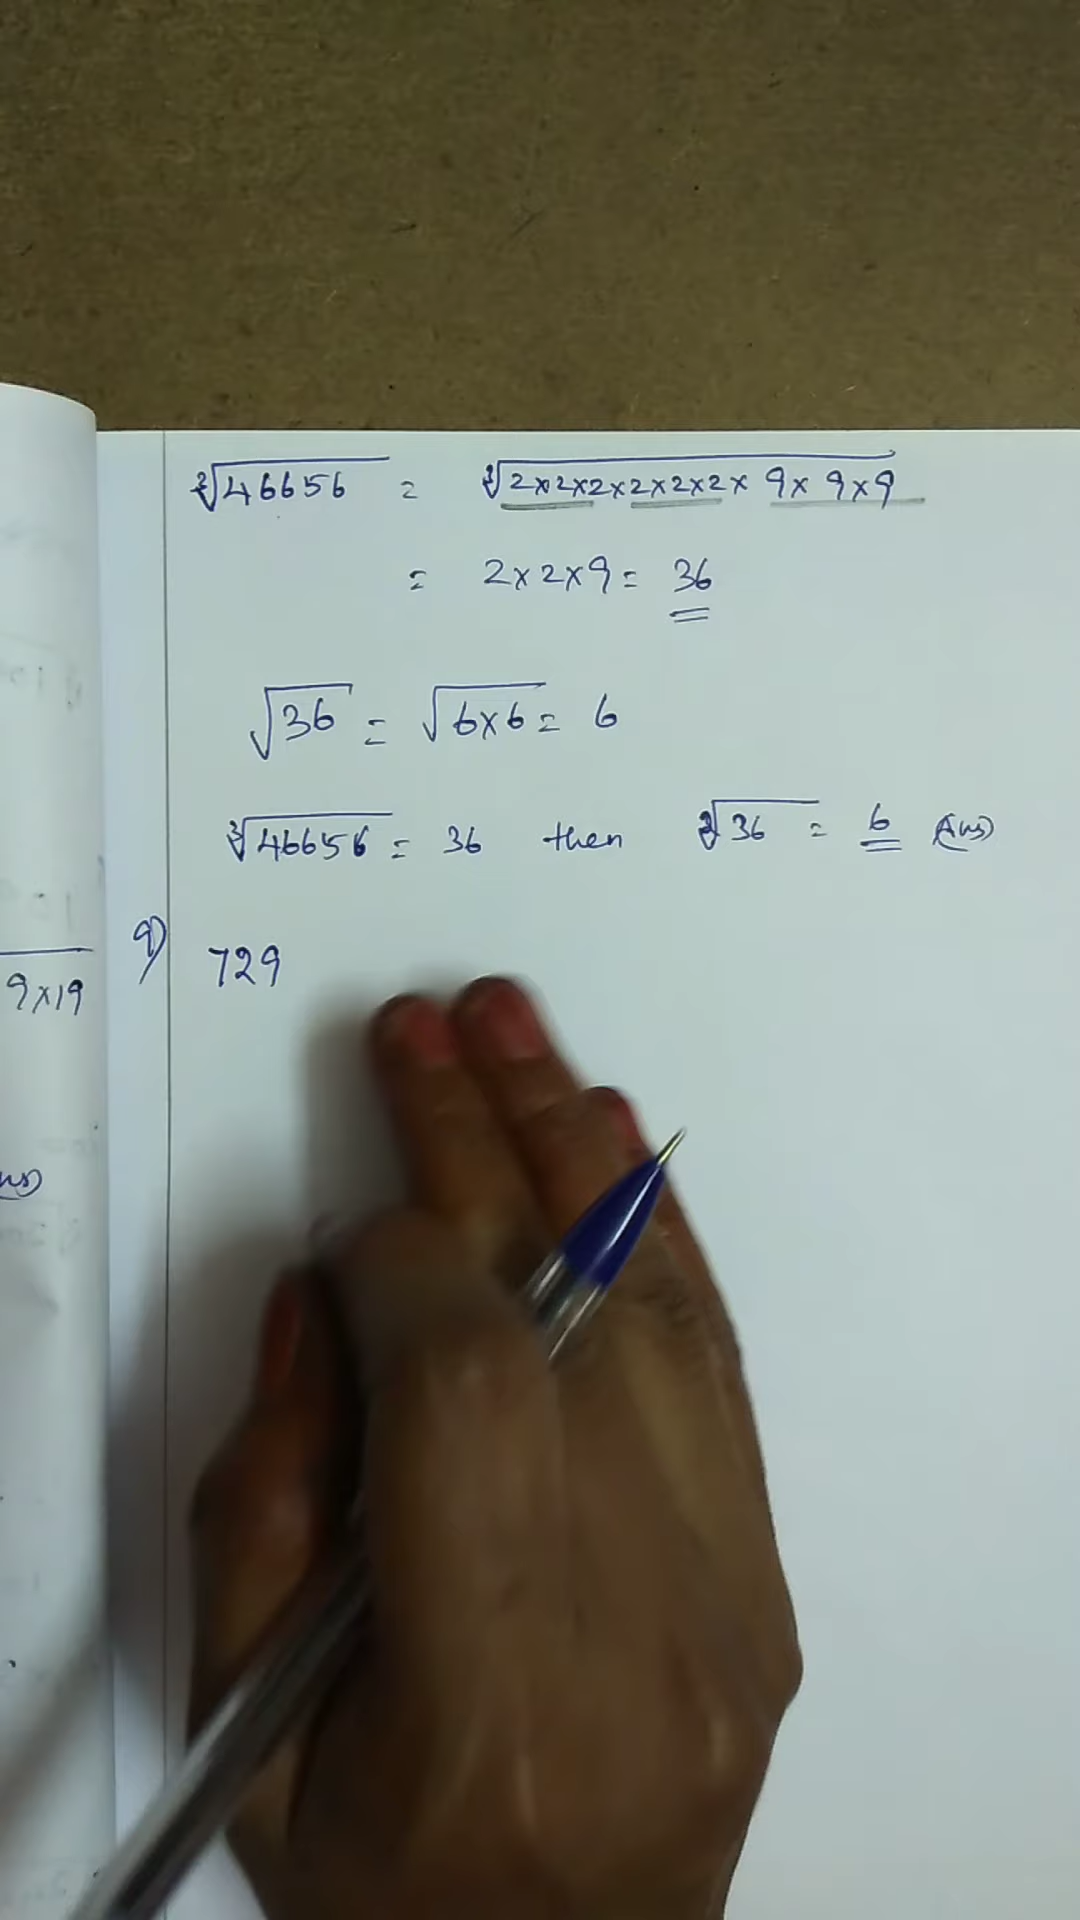 ∛46656 = ∛2×2×2×2×2×2× 9× 9×9
= 2×2×9 = 36
√36 = √6×6 = 6
∛46656 = 36 then √36 = 6 (Ans)
9) 729
9×19